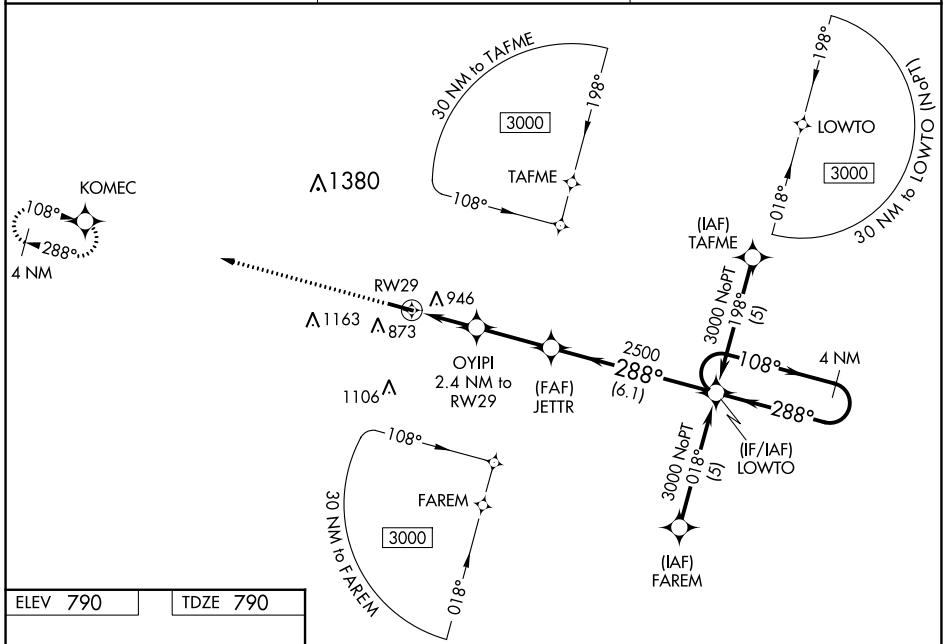 30 NM to TAFME
198°
3000
TAFME
108°
198°
LOWTO
3000
018°
30 NM to LOWTO (NoPT)
KOMEC
108°
288°
4 NM
1380
(IAF)
TAFME
3000 NoPT
198°
(5)
RW29
946
1163
873
OYIPI
2.4 NM to
RW29
(FAF)
JETTR
2500
288°
(6.1)
108°
4 NM
288°
(IF/IAF)
LOWTO
1106
3000 NoPT
018°
(5)
(IAF)
FAREM
108°
FAREM
3000
30 NM to FAREM
018°
ELEV 790
TDZE 790